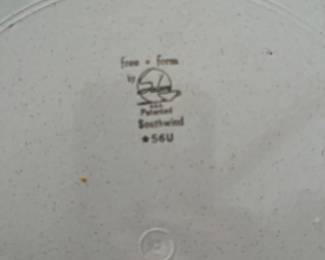 free • form
by
Patented
Southwind
★S6U